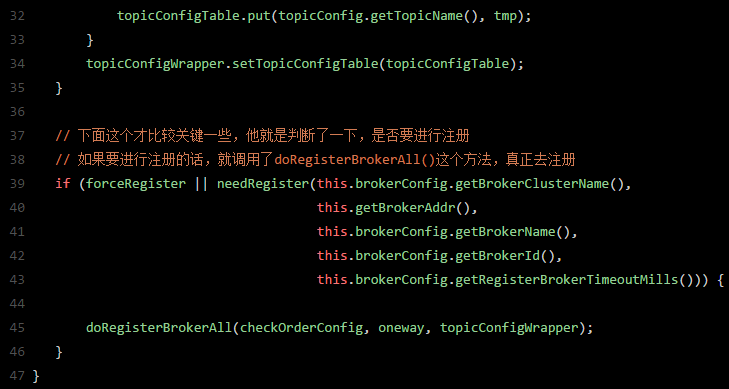 32            topicConfigTable.put(topicConfig.getTopicName(), tmp);
33        }
34        topicConfigWrapper.setTopicConfigTable(topicConfigTable);
35    }
36
37    // 下面这个才比较关键一些，他就是判断了一下，是否要进行注册
38    // 如果要进行注册的话，就调用了doRegisterBrokerAll()这个方法，真正去注册
39    if (forceRegister || needRegister(this.brokerConfig.getBrokerClusterName(),
40                                      this.getBrokerAddr(),
41                                      this.brokerConfig.getBrokerName(),
42                                      this.brokerConfig.getBrokerId(),
43                                      this.brokerConfig.getRegisterBrokerTimeoutMills())) {
44
45        doRegisterBrokerAll(checkOrderConfig, oneway, topicConfigWrapper);
46    }
47 }